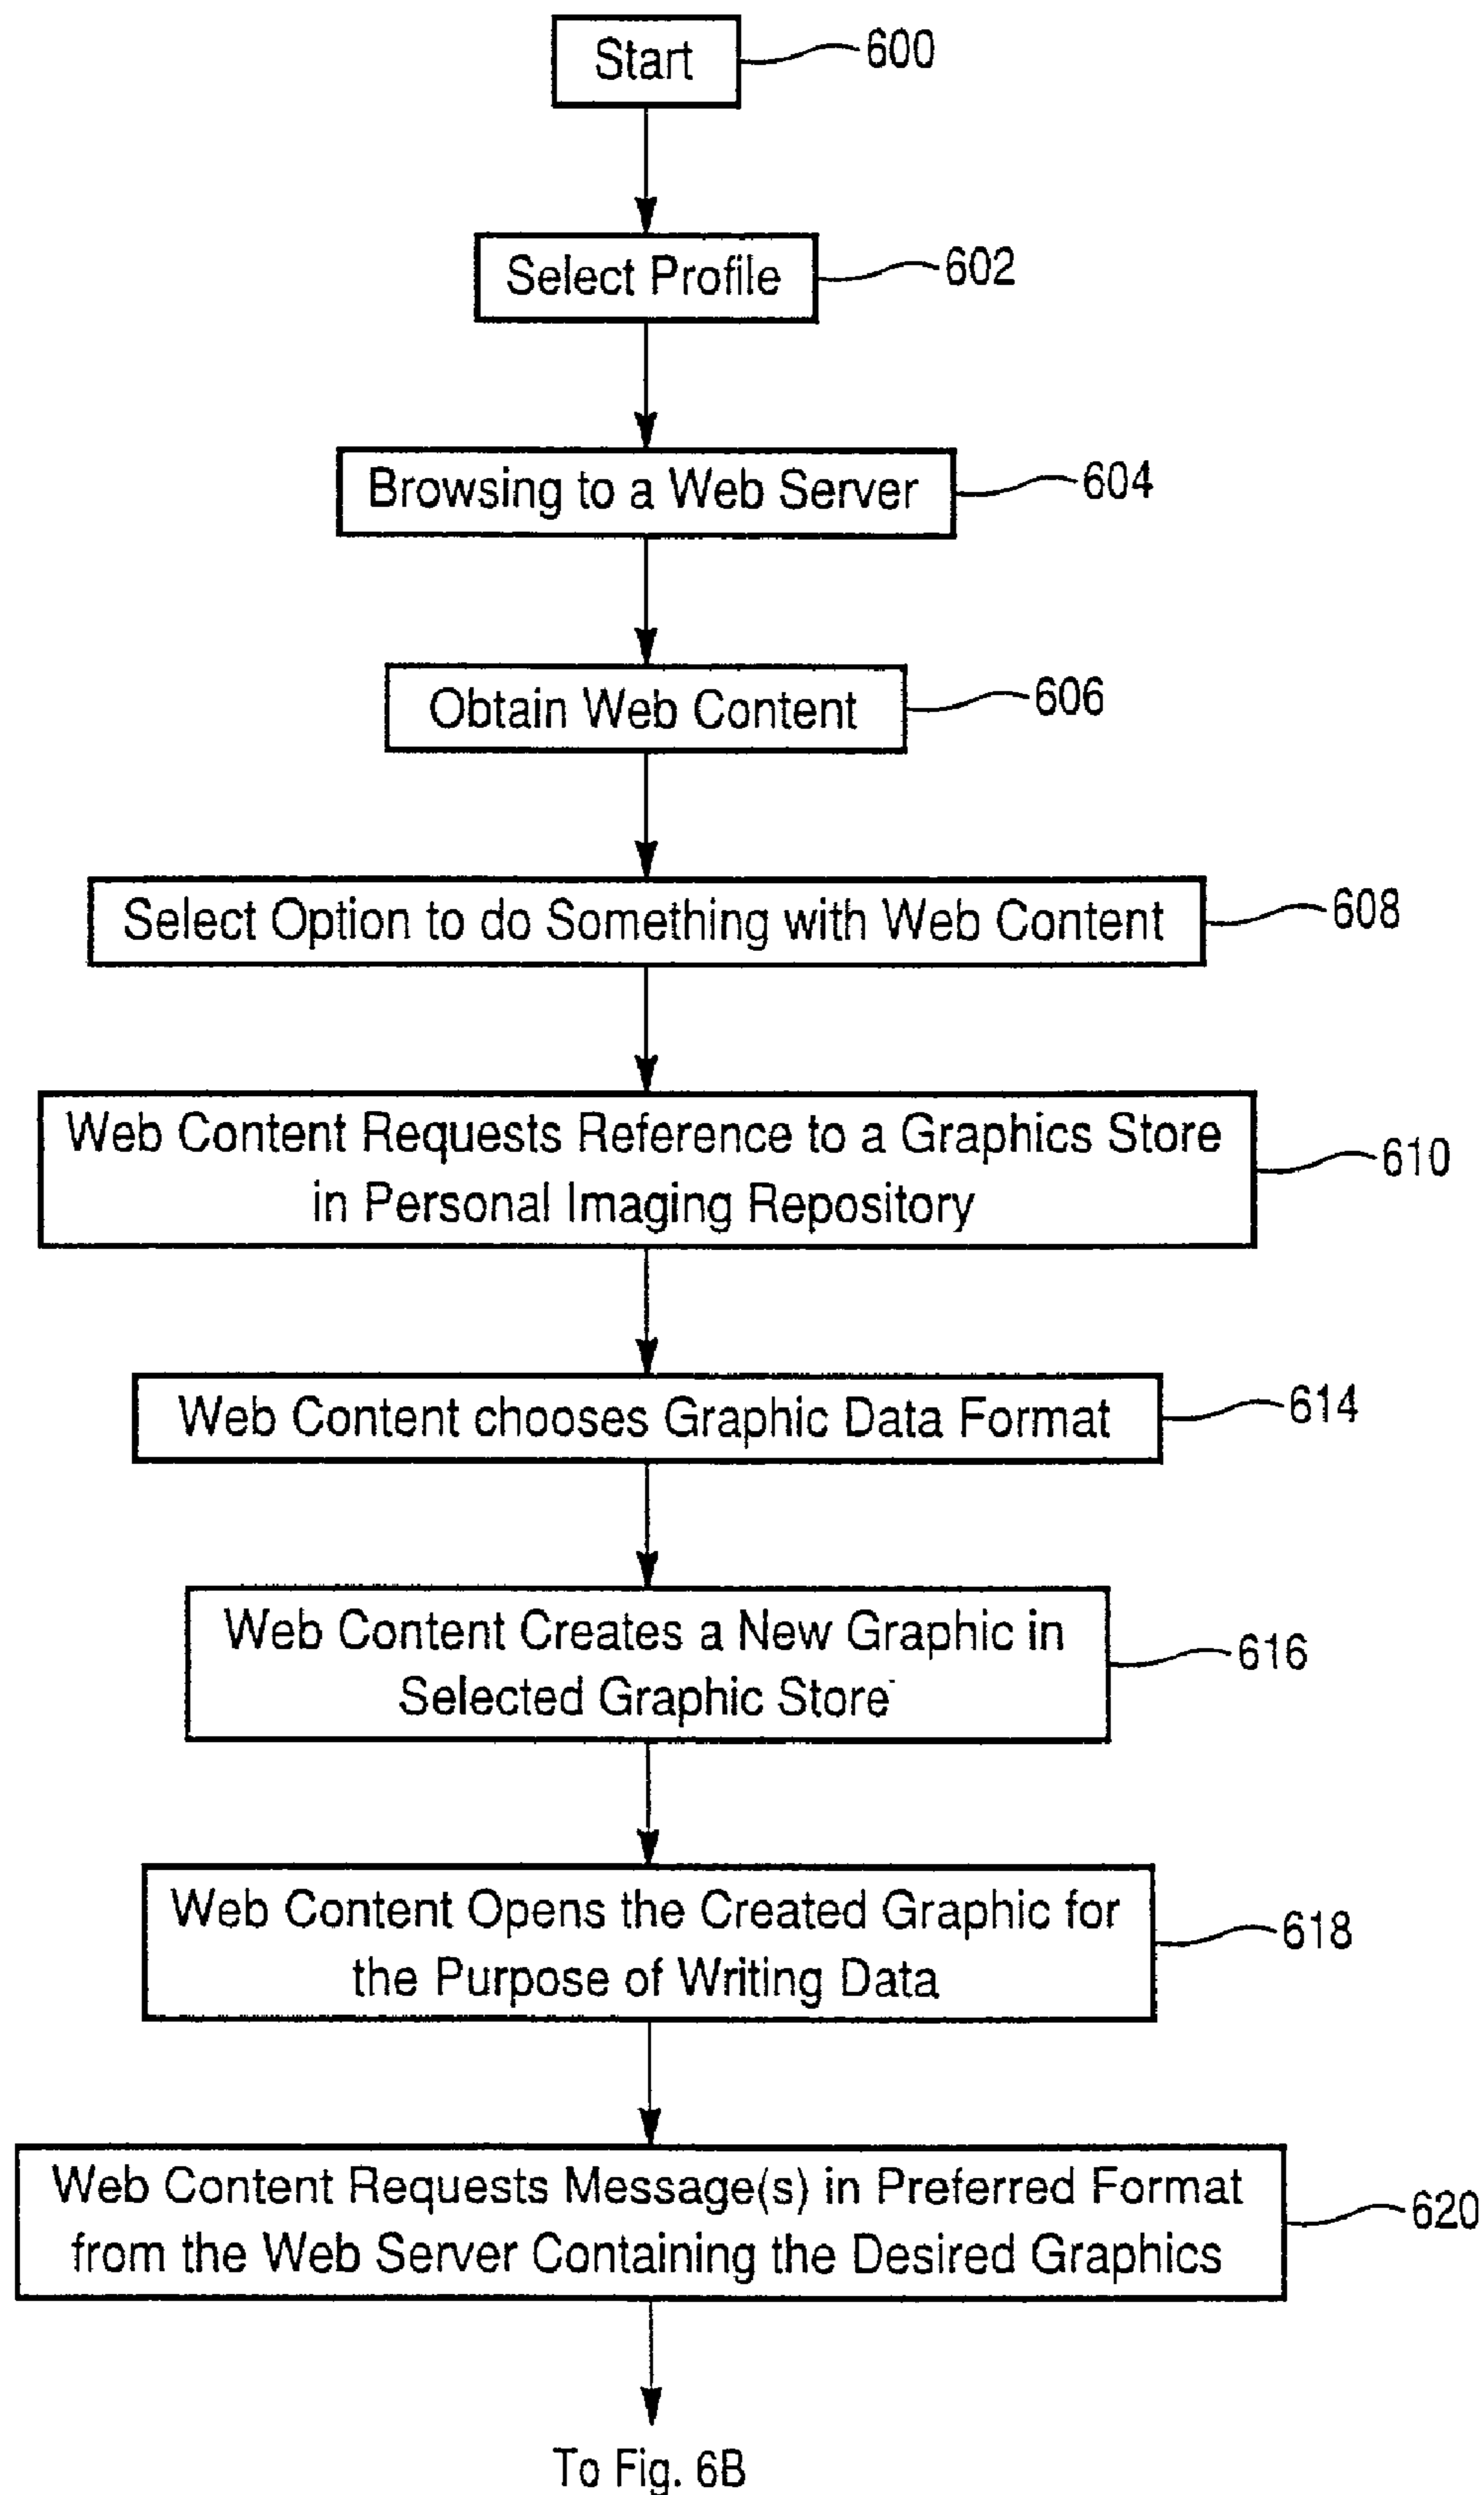 Start
600
Select Profile
602
Browsing to a Web Server
604
Obtain Web Content
606
Select Option to do Something with Web Content
608
Web Content Requests Reference to a Graphics Store
in Personal Imaging Repository
610
Web Content chooses Graphic Data Format
614
Web Content Creates a New Graphic in
Selected Graphic Store
616
Web Content Opens the Created Graphic for
the Purpose of Writing Data
618
Web Content Requests Message(s) in Preferred Format
from the Web Server Containing the Desired Graphics
620
To Fig. 6B